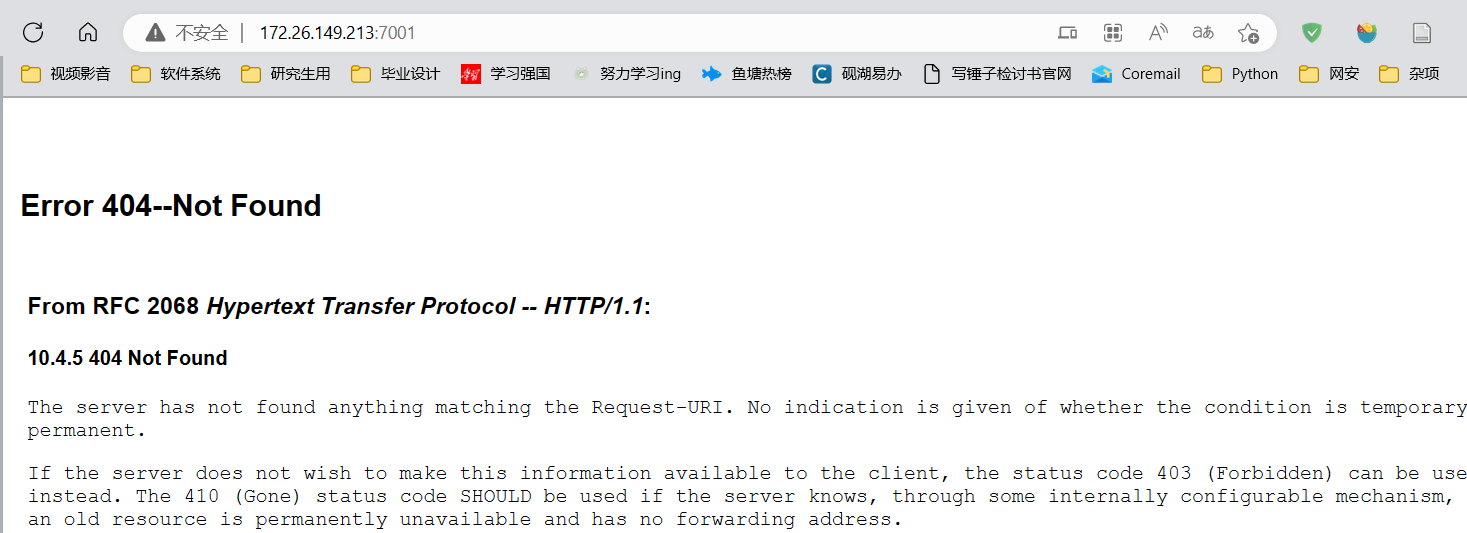 不安全 | 172.26.149.213:7001 A aあ
视频影音 软件系统 研究生用 毕业设计 学习强国 努力学习ing 鱼塘热榜 C 砚湖易办 写锤子检讨书官网 Coremail Python 网安 杂项
Error 404--Not Found
From RFC 2068 Hypertext Transfer Protocol -- HTTP/1.1:
10.4.5 404 Not Found
The server has not found anything matching the Request-URI. No indication is given of whether the condition is temporary
permanent.
If the server does not wish to make this information available to the client, the status code 403 (Forbidden) can be use
instead. The 410 (Gone) status code SHOULD be used if the server knows, through some internally configurable mechanism,
an old resource is permanently unavailable and has no forwarding address.